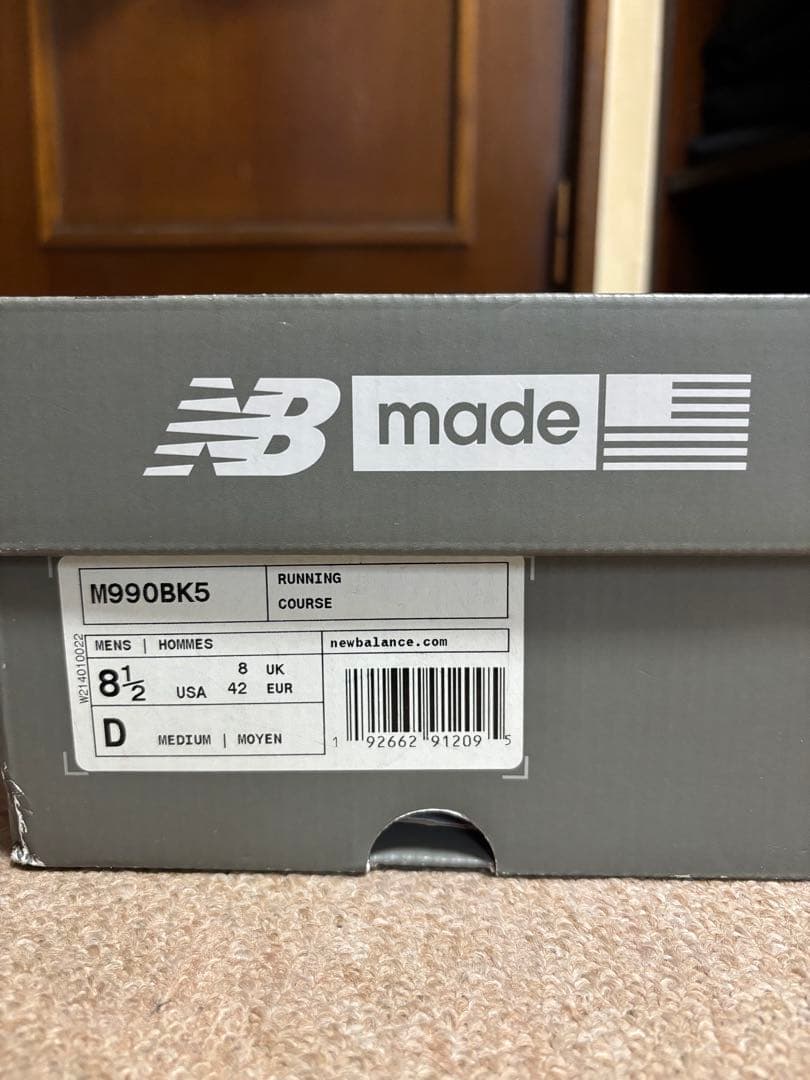 NB made
M990BK5
RUNNING
COURSE
MENS | HOMMES
newbalance.com
8½ USA
8 UK
42 EUR
D MEDIUM | MOYEN
1 92662 91209 5
W214010022